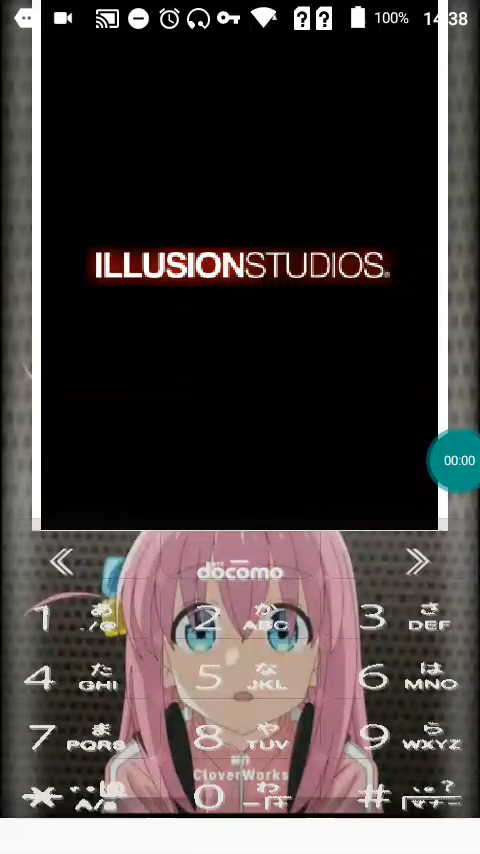 100% 14:38
ILLUSIONSTUDIOS
00:00
NTT
docomo
1 あ ./@
2 か ABC
3 さ DEF
4 た GHI
5 な JKL
6 は MNO
7 ま PQRS
8 や TUV
9 ら WXYZ
CloverWorks
* A/a
0 わ
#